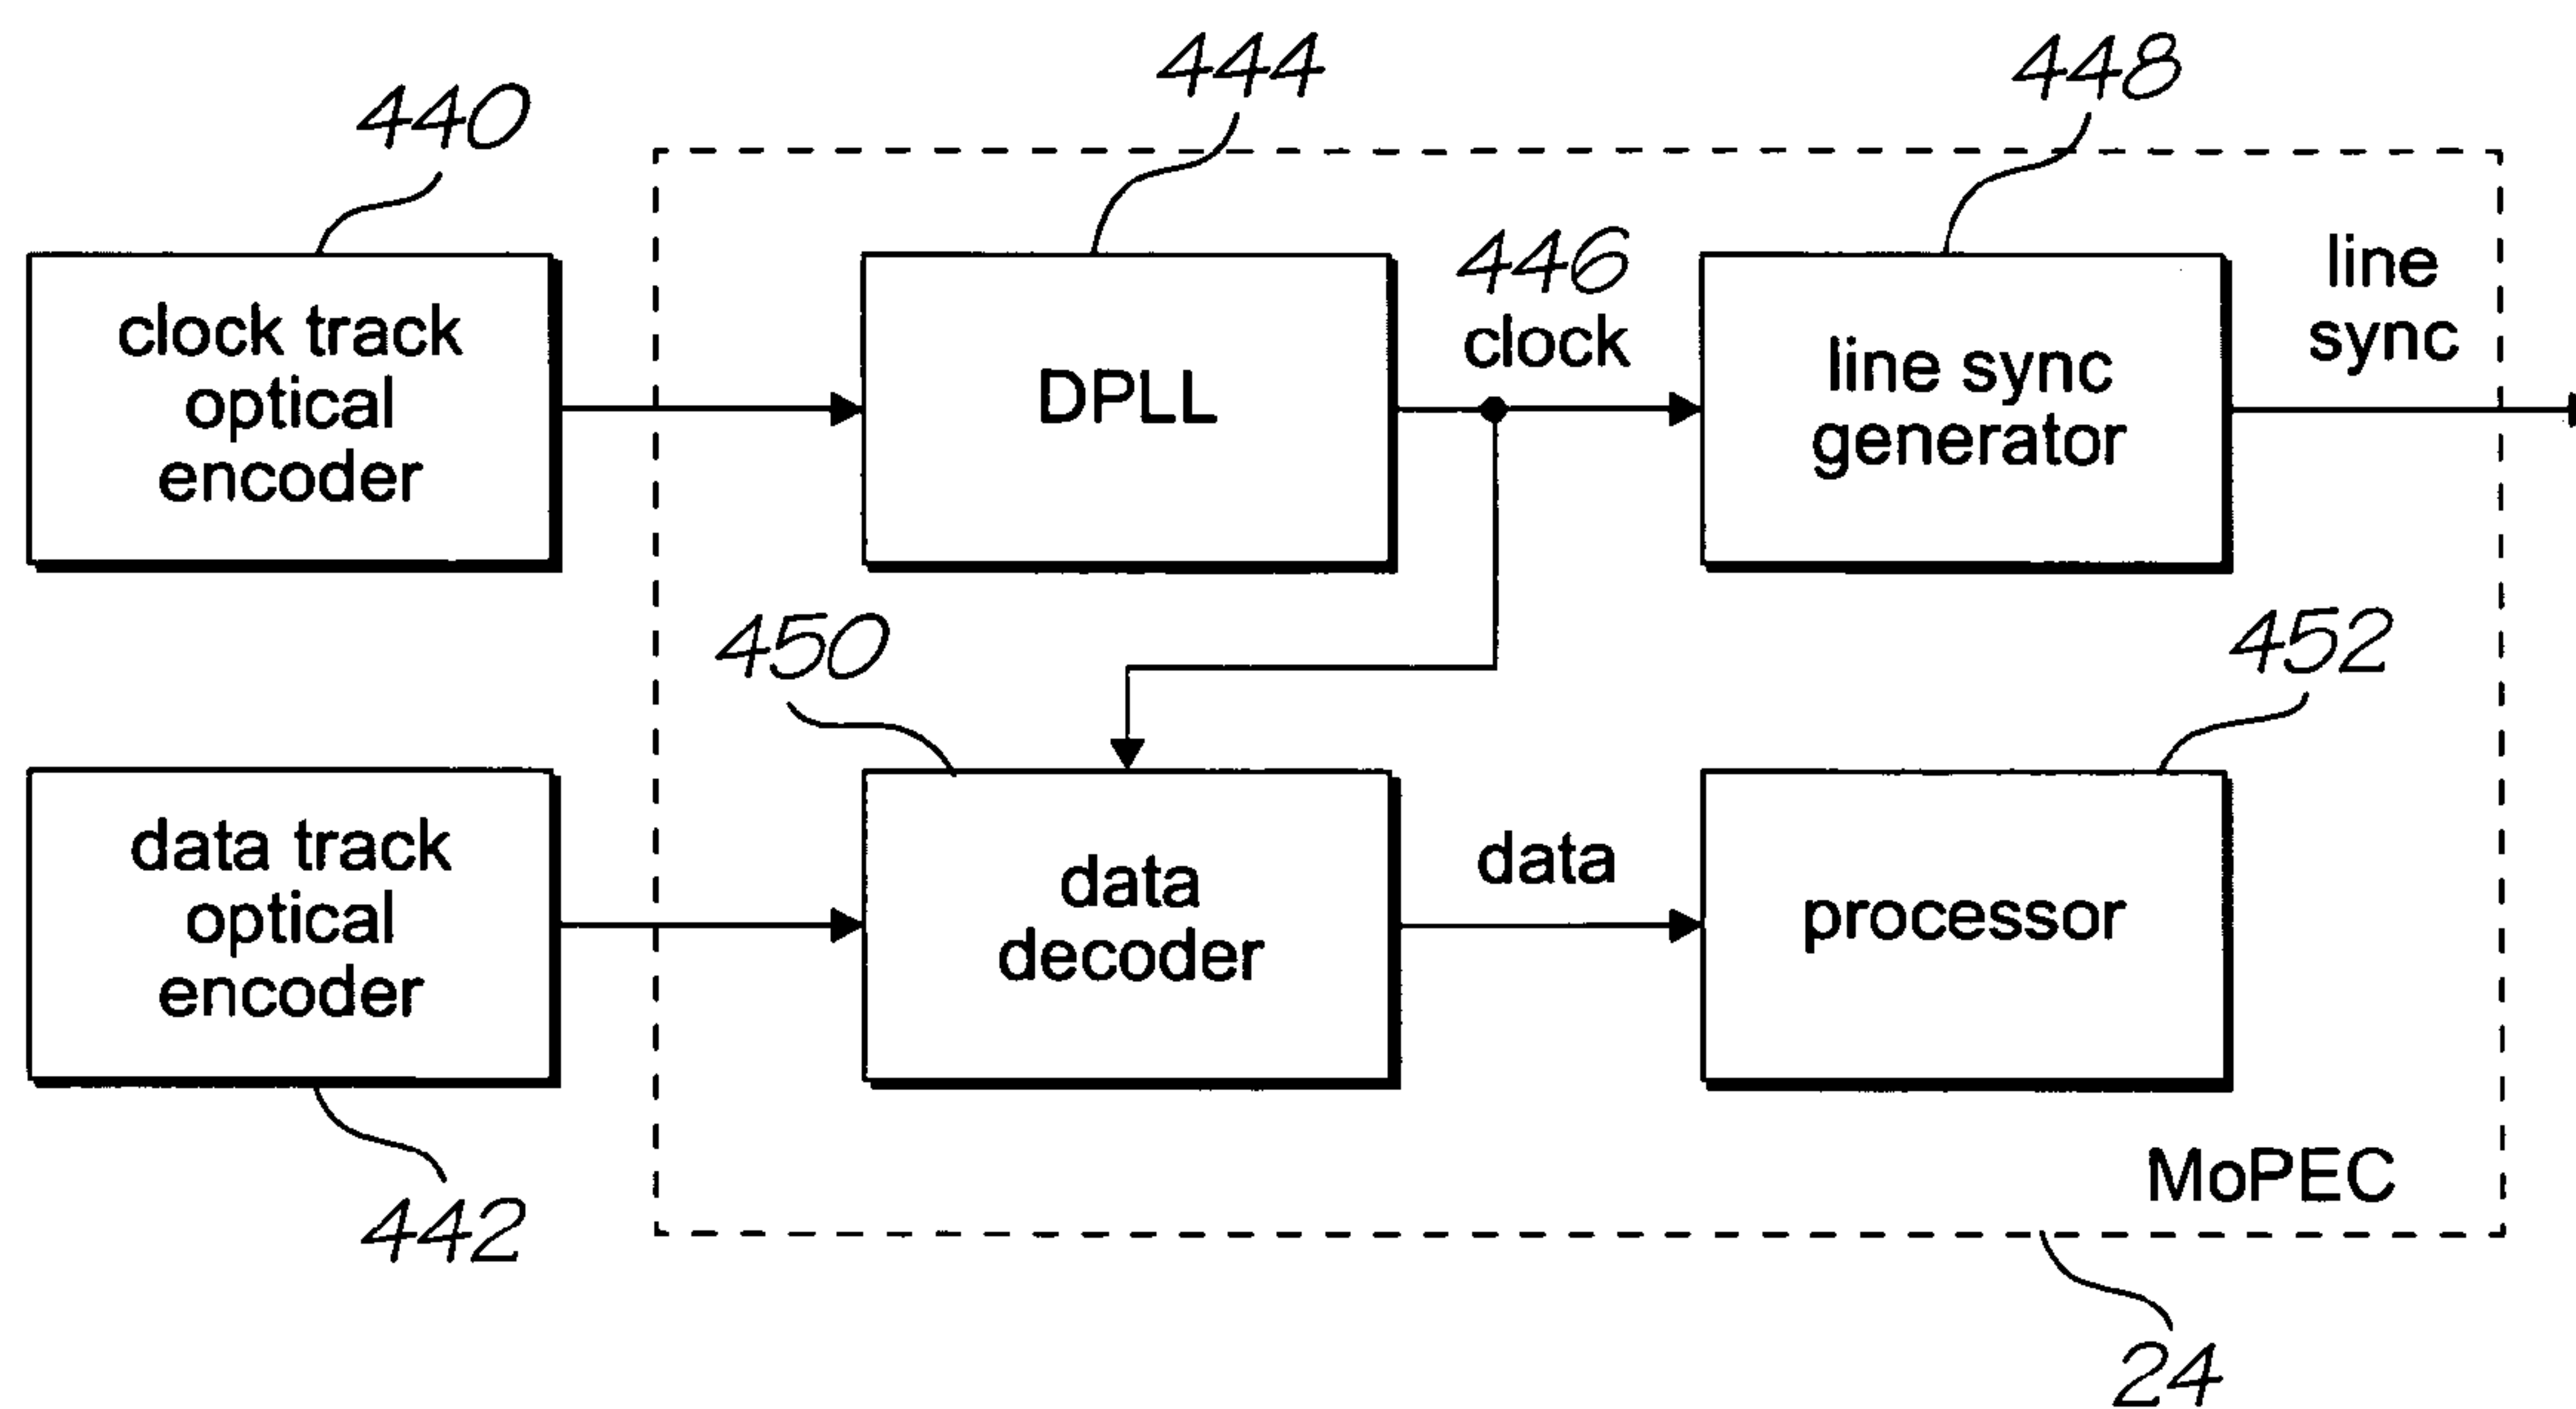 440
444
448
clock track
optical
encoder
DPLL
446
clock
line sync
generator
line
sync
450
452
data track
optical
encoder
data
decoder
data
processor
442
MoPEC
24